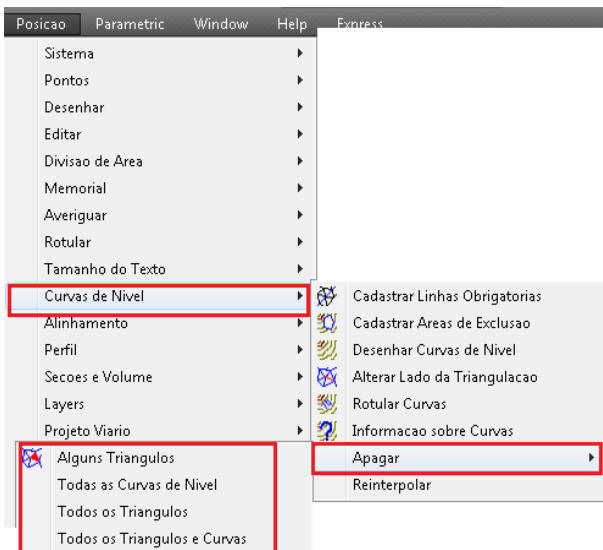 Posicao Parametric Window Help Express
Sistema
Pontos
Desenhar
Editar
Divisao de Area
Memorial
Averiguar
Rotular
Tamanho do Texto
Curvas de Nivel
Alinhamento
Perfil
Secoes e Volume
Layers
Projeto Viario
Cadastrar Linhas Obrigatorias
Cadastrar Areas de Exclusao
Desenhar Curvas de Nivel
Alterar Lado da Triangulacao
Rotular Curvas
Informacao sobre Curvas
Apagar
Reinterpolar
Alguns Triangulos
Todas as Curvas de Nivel
Todos os Triangulos
Todos os Triangulos e Curvas